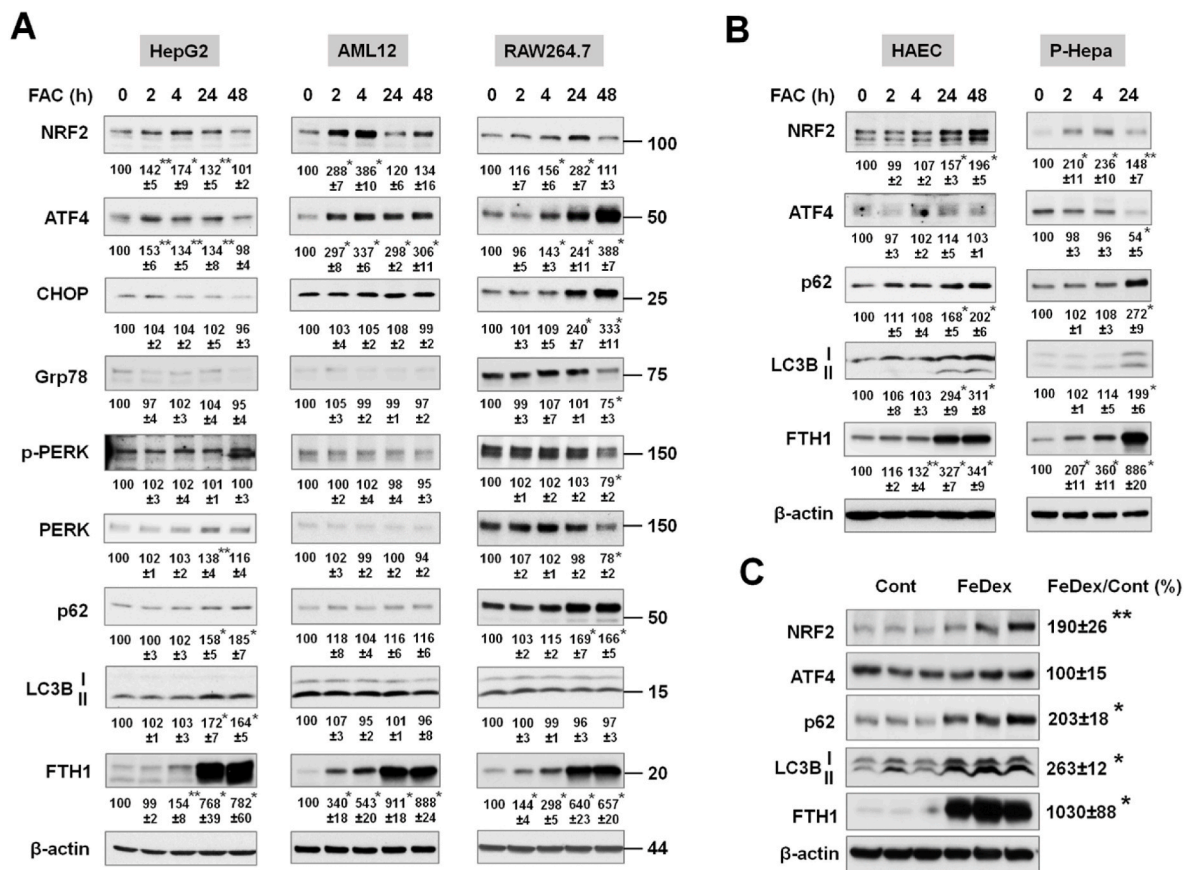 A
HepG2 AML12 RAW264.7
FAC (h) 0 2 4 24 48 0 2 4 24 48 0 2 4 24 48
NRF2 100
100 142** 174* 132** 101 100 288* 386* 120 134 100 116 156* 282* 111
±5 ±9 ±5 ±2 ±7 ±10 ±6 ±16 ±7 ±6 ±7 ±3
ATF4 50
100 153** 134** 134** 98 100 297* 337* 298* 306* 100 96 143* 241* 388*
±6 ±5 ±8 ±4 ±8 ±6 ±2 ±11 ±5 ±3 ±11 ±7
CHOP 25
100 104 104 102 96 100 103 105 108 99 100 101 109 240* 333*
±2 ±2 ±5 ±3 ±4 ±2 ±2 ±2 ±3 ±5 ±7 ±11
Grp78 75
100 97 102 104 95 100 105 99 99 97 100 99 107 101 75*
±4 ±3 ±4 ±4 ±3 ±2 ±1 ±2 ±3 ±7 ±1 ±3
p-PERK 150
100 102 102 101 100 100 100 102 98 95 100 102 102 103 79*
±3 ±4 ±1 ±3 ±2 ±4 ±4 ±3 ±1 ±2 ±2 ±2
PERK 150
100 102 103 138** 116 100 102 99 100 94 100 107 102 98 78*
±1 ±2 ±4 ±4 ±3 ±2 ±2 ±2 ±2 ±1 ±2 ±2
p62 50
100 100 102 158* 185* 100 118 104 116 116 100 103 115 169* 166*
±3 ±3 ±5 ±7 ±8 ±4 ±6 ±6 ±2 ±2 ±7 ±5
LC3B I II 15
100 102 103 172* 164* 100 107 95 101 96 100 100 99 96 97
±1 ±3 ±7 ±5 ±3 ±2 ±1 ±8 ±3 ±1 ±3 ±3
FTH1 20
100 99 154** 768* 782* 100 340* 543* 911* 888* 100 144* 298* 640* 657*
±2 ±8 ±39 ±60 ±18 ±20 ±18 ±24 ±4 ±5 ±23 ±20
β-actin 44
B
HAEC P-Hepa
FAC (h) 0 2 4 24 48 0 2 4 24
NRF2
100 99 107 157* 196* 100 210* 236* 148**
±2 ±2 ±3 ±5 ±11 ±10 ±7
ATF4
100 97 102 114 103 100 98 96 54*
±3 ±2 ±5 ±1 ±3 ±3 ±5
p62
100 111 108 168* 202* 100 102 108 272*
±5 ±4 ±5 ±6 ±1 ±3 ±9
LC3B I II
100 106 103 294* 311* 100 102 114 199*
±8 ±3 ±9 ±8 ±1 ±5 ±6
FTH1
100 116 132** 327* 341* 100 207* 360* 886*
±2 ±4 ±7 ±9 ±11 ±11 ±20
β-actin
C
Cont FeDex FeDex/Cont (%)
NRF2 190±26 **
ATF4 100±15
p62 203±18 *
LC3B I II 263±12 *
FTH1 1030±88 *
β-actin